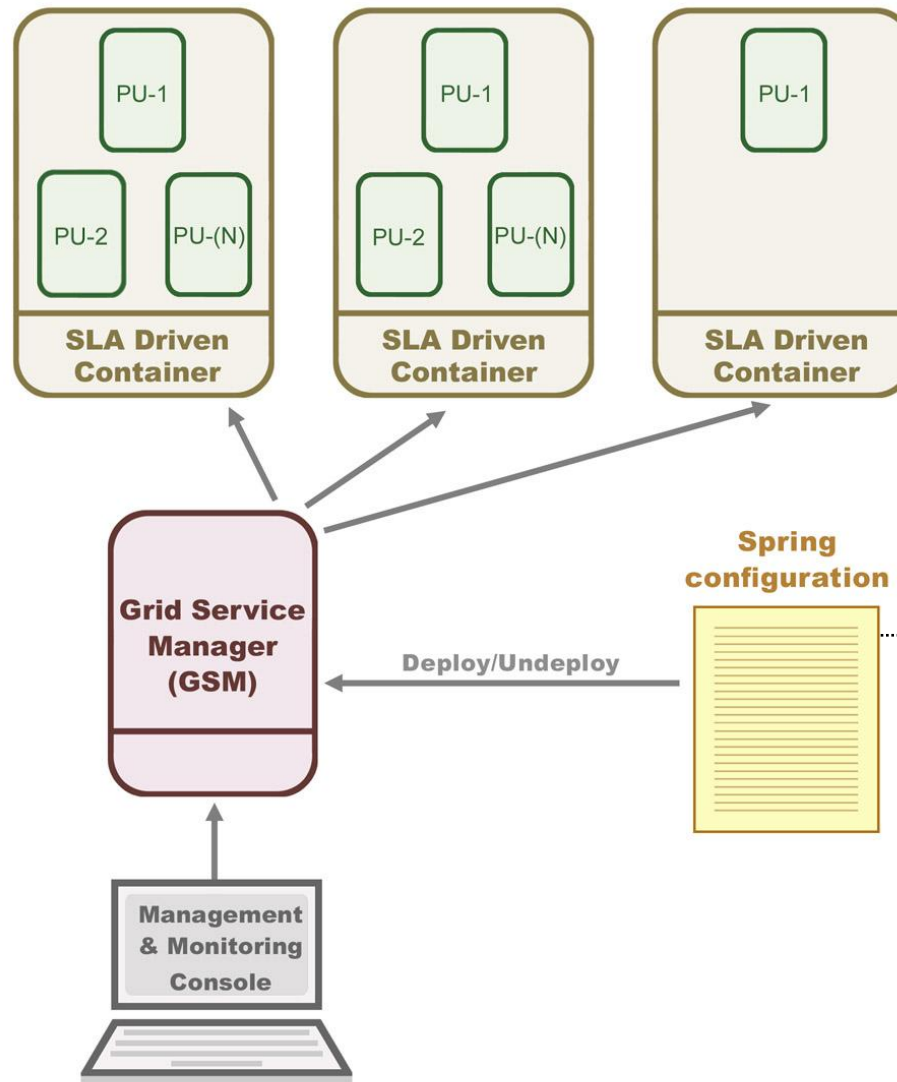 PU-1
PU-2
PU-(N)
SLA Driven
Container
PU-1
PU-2
PU-(N)
SLA Driven
Container
PU-1
SLA Driven
Container
Grid Service
Manager
(GSM)
Deploy/Undeploy
Spring
configuration
Management
& Monitoring
Console